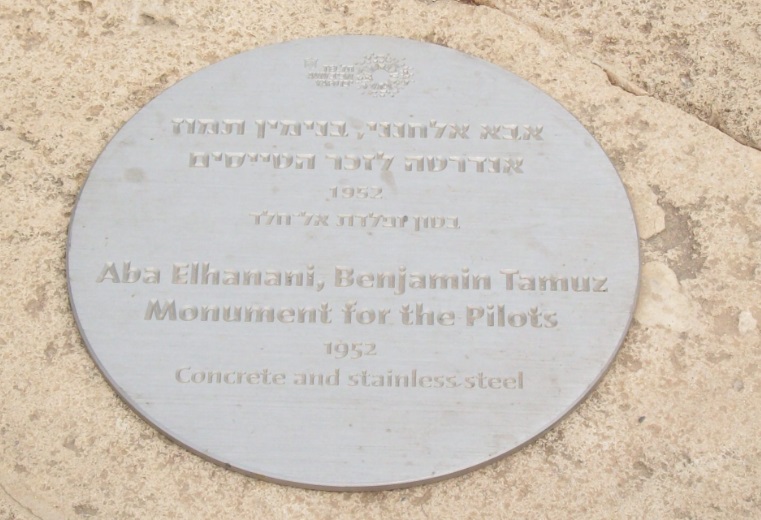 אבא אלחנני, בנימין תמוז
אנדרטה לזכר הטייסים
1952
בטון ופלדת אל־חלד
Aba Elhanani, Benjamin Tamuz
Monument for the Pilots
1952
Concrete and stainless steel